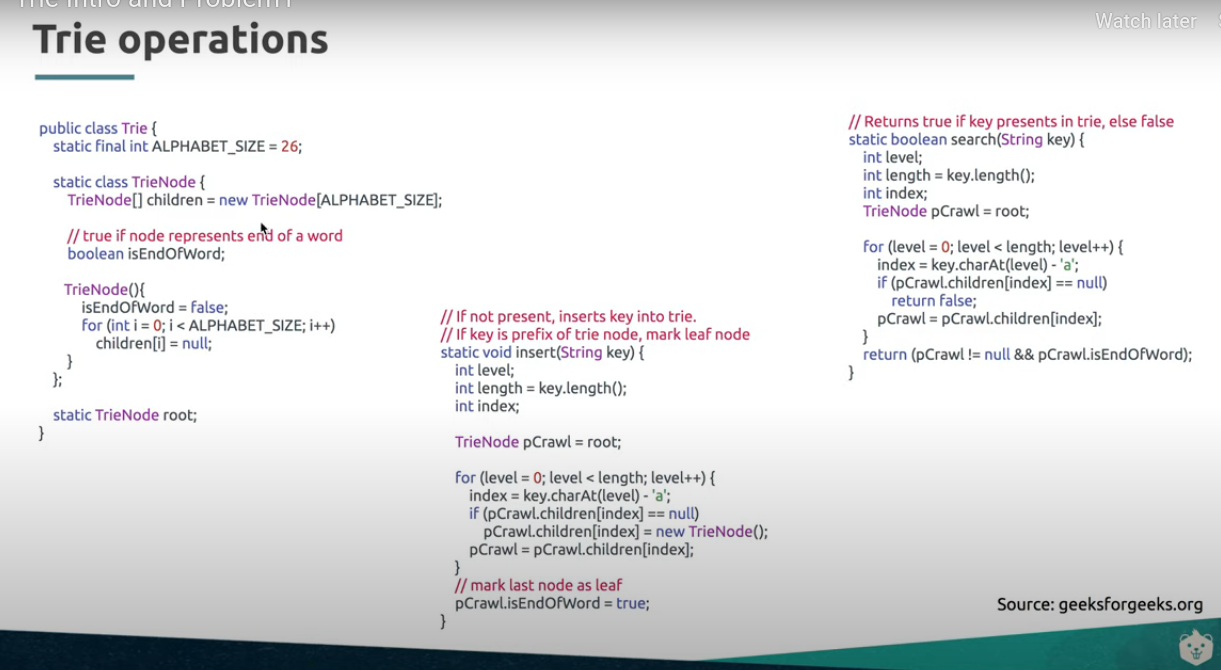 The Intro and Problem I
Watch later
Trie operations
public class Trie {
static final int ALPHABET_SIZE = 26;
static class TrieNode {
TrieNode[] children = new TrieNode[ALPHABET_SIZE];
// true if node represents end of a word
boolean isEndOfWord;
TrieNode(){
isEndOfWord = false;
for (int i = 0; i < ALPHABET_SIZE; i++)
children[i] = null;
}
};
static TrieNode root;
}
// If not present, inserts key into trie.
// If key is prefix of trie node, mark leaf node
static void insert(String key) {
int level;
int length = key.length();
int index;
TrieNode pCrawl = root;
for (level = 0; level < length; level++) {
index = key.charAt(level) - 'a';
if (pCrawl.children[index] == null)
pCrawl.children[index] = new TrieNode();
pCrawl = pCrawl.children[index];
}
// mark last node as leaf
pCrawl.isEndOfWord = true;
}
// Returns true if key presents in trie, else false
static boolean search(String key) {
int level;
int length = key.length();
int index;
TrieNode pCrawl = root;
for (level = 0; level < length; level++) {
index = key.charAt(level) - 'a';
if (pCrawl.children[index] == null)
return false;
pCrawl = pCrawl.children[index];
}
return (pCrawl != null && pCrawl.isEndOfWord);
}
Source: geeksforgeeks.org